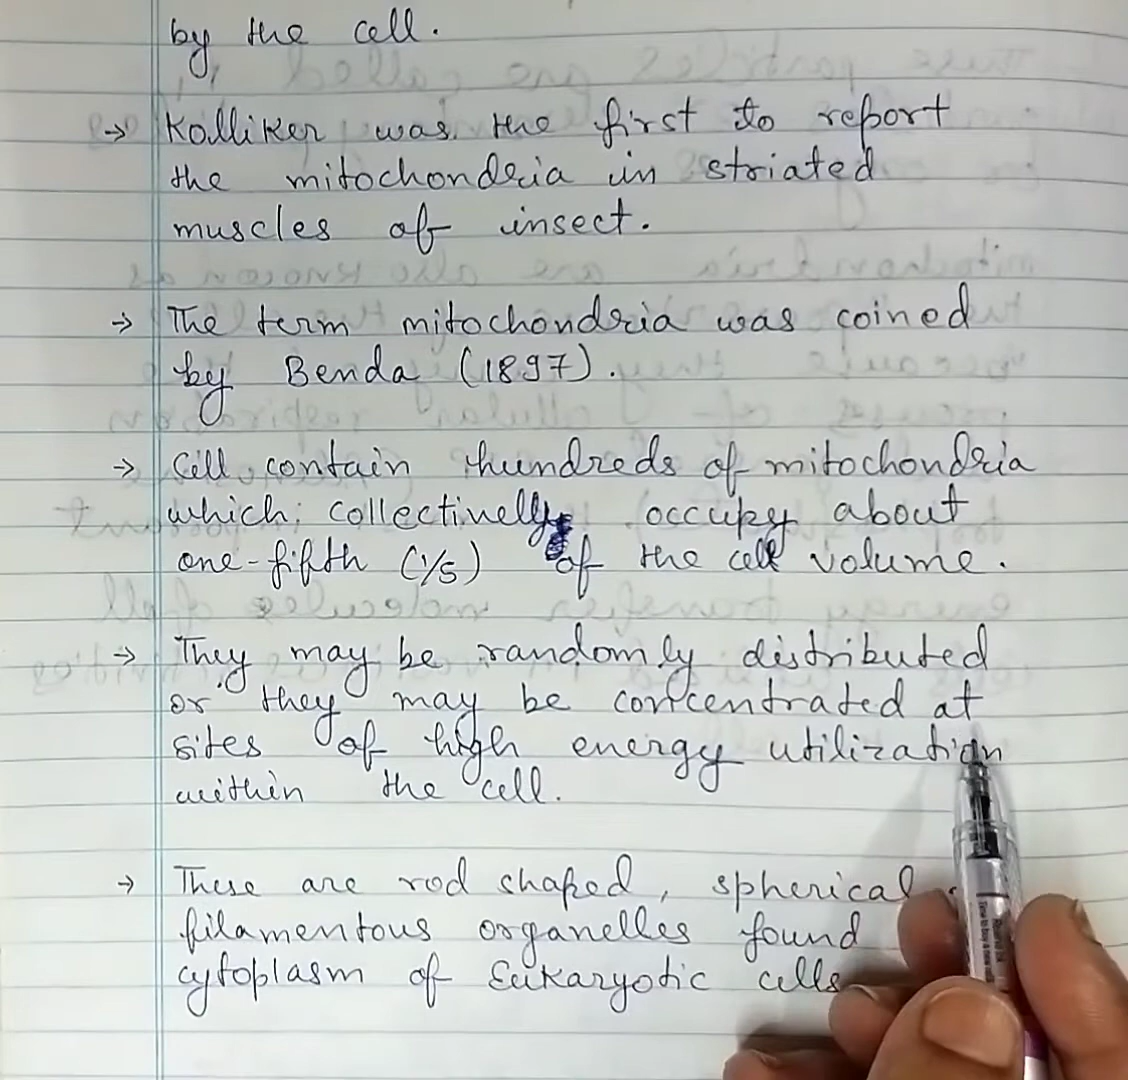 by the cell.
→ Kolliker was the first to report
the mitochondria in striated
muscles of insect.
→ The term mitochondria was coined
by Benda (1897).
→ Cell contain hundreds of mitochondria
which, collectively occupy about
one-fifth (1/5) of the cell volume.
→ They may be randomly distributed
or they may be concentrated at
sites of high energy utilization
within the cell.
→ These are rod shaped, spherical
filamentous organelles found
cytoplasm of Eukaryotic cells